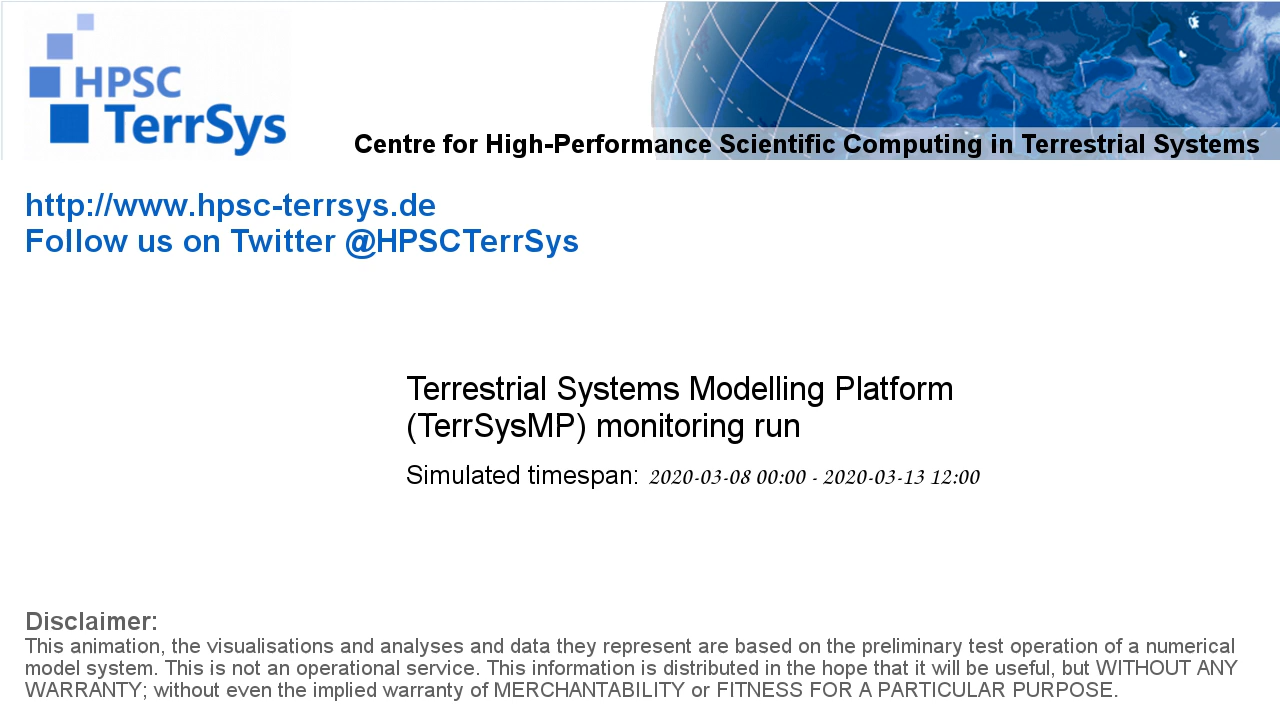 HPSC
TerrSys
Centre for High-Performance Scientific Computing in Terrestrial Systems
http://www.hpsc-terrsys.de
Follow us on Twitter @HPSCTerrSys
Terrestrial Systems Modelling Platform
(TerrSysMP) monitoring run
Simulated timespan: 2020-03-08 00:00 - 2020-03-13 12:00
Disclaimer:
This animation, the visualisations and analyses and data they represent are based on the preliminary test operation of a numerical
model system. This is not an operational service. This information is distributed in the hope that it will be useful, but WITHOUT ANY
WARRANTY; without even the implied warranty of MERCHANTABILITY or FITNESS FOR A PARTICULAR PURPOSE.